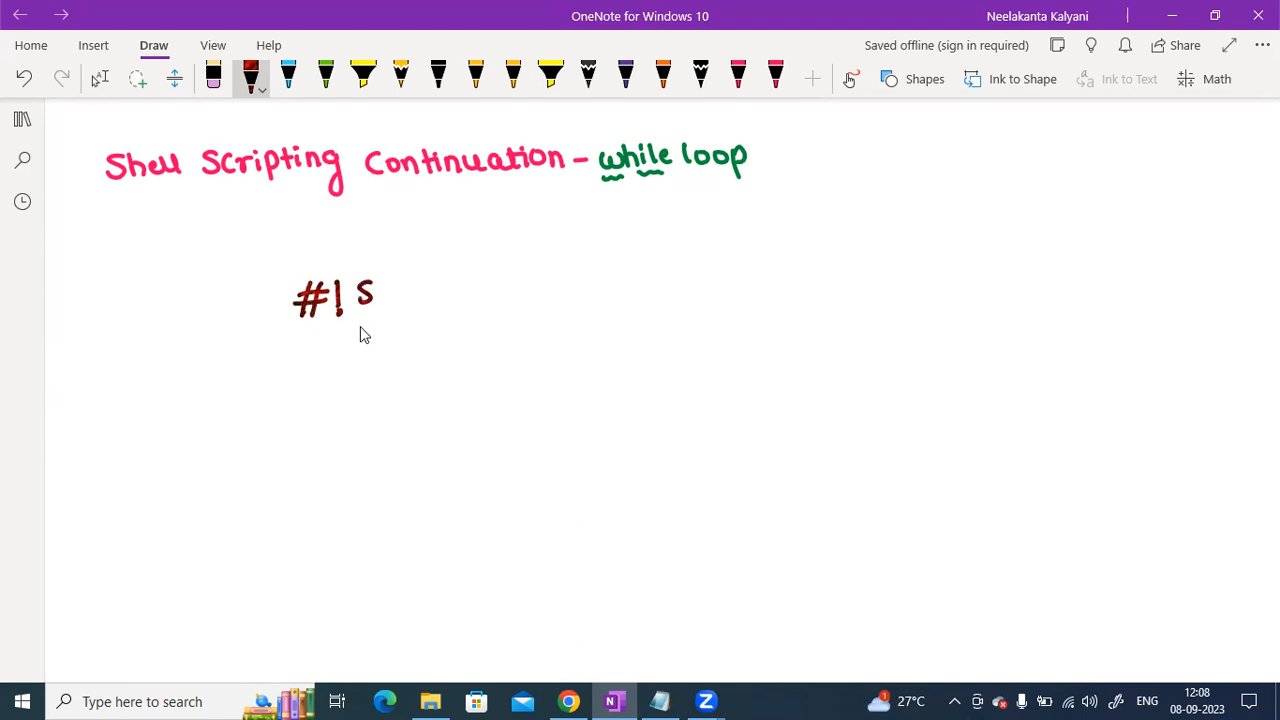 OneNote for Windows 10
Neelakanta Kalyani
Home Insert Draw View Help
Saved offline (sign in required)
Share
Shapes
Ink to Shape
Ink to Text
Math
Shell Scripting Continuation - while loop
#! S
Type here to search
1
27°C
ENG
12:08
08-09-2023